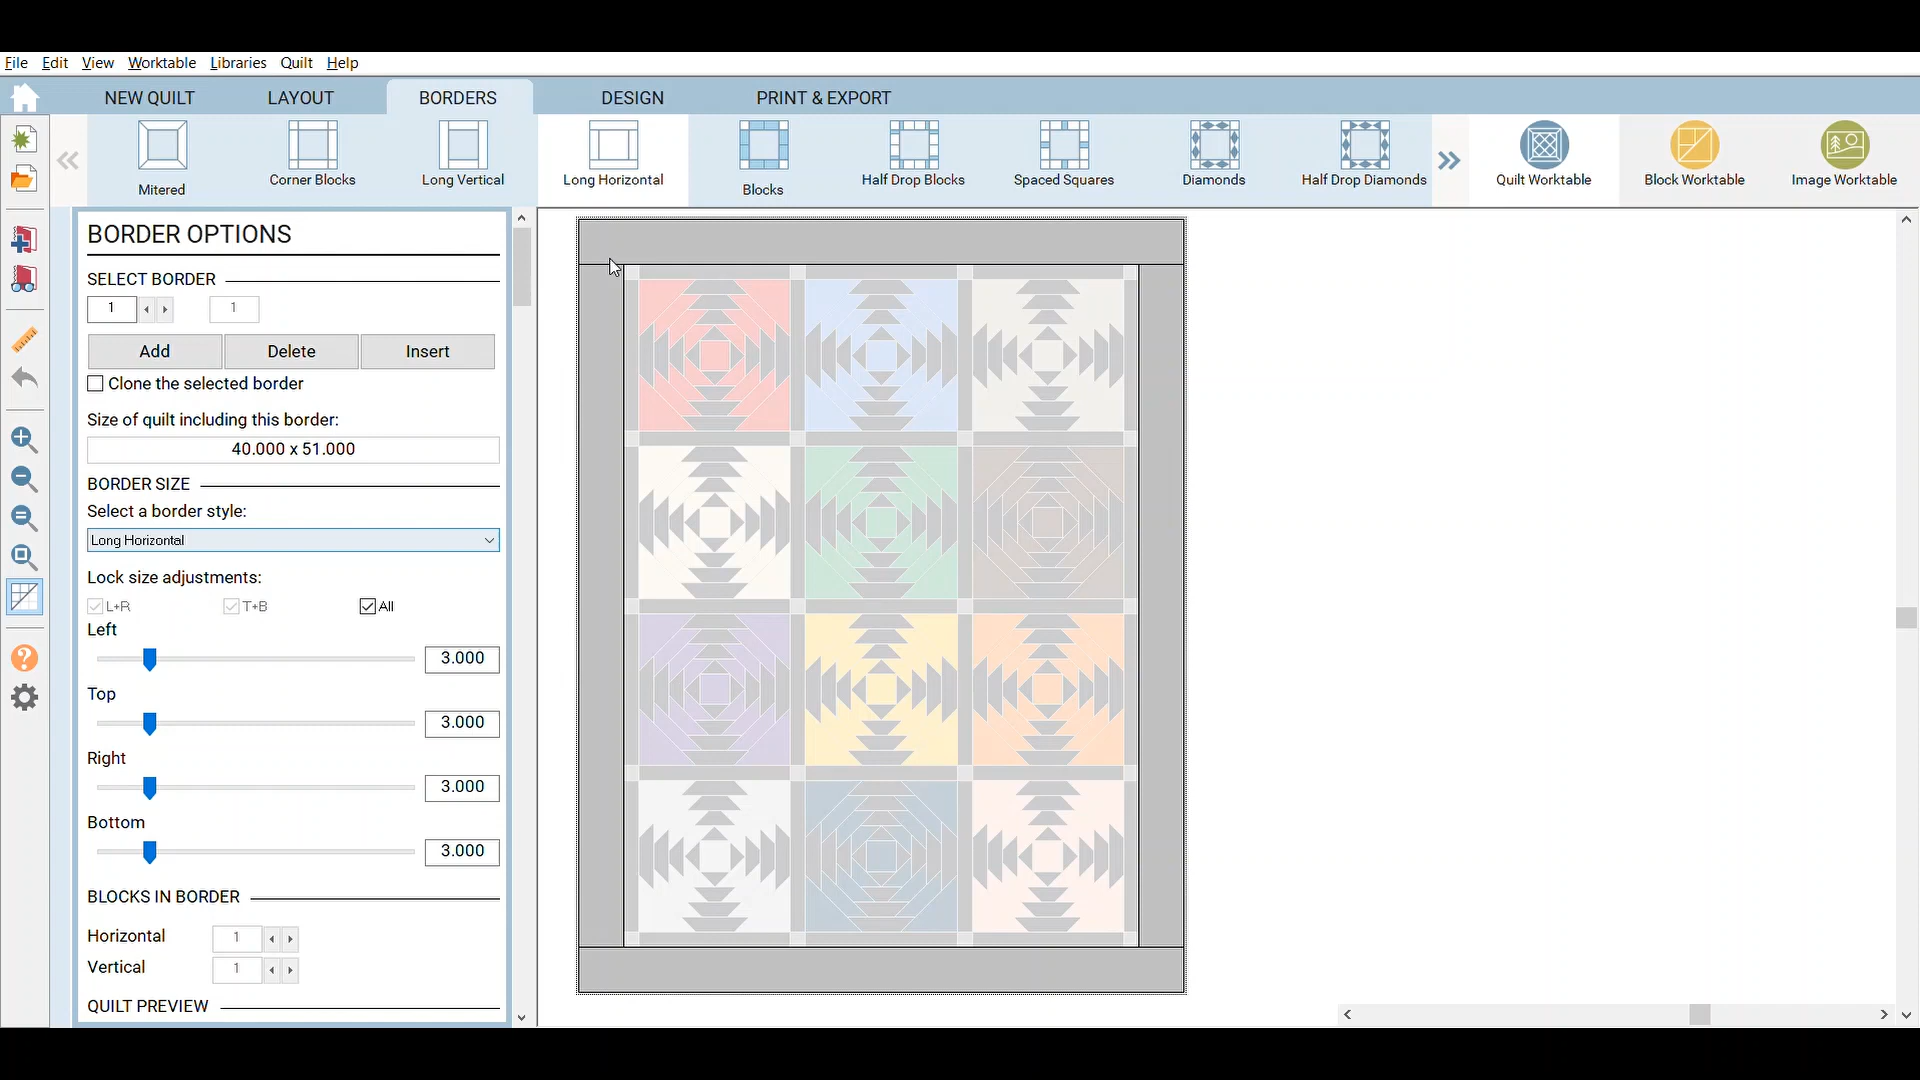 File Edit View Worktable Libraries Quilt Help
NEW QUILT LAYOUT BORDERS DESIGN PRINT & EXPORT
Mitered Corner Blocks Long Vertical Long Horizontal Blocks Half Drop Blocks Spaced Squares Diamonds Half Drop Diamonds Quilt Worktable Block Worktable Image Worktable
BORDER OPTIONS
SELECT BORDER
1 1
Add Delete Insert
Clone the selected border
Size of quilt including this border:
40.000 x 51.000
BORDER SIZE
Select a border style:
Long Horizontal
Lock size adjustments:
L+R T+B All
Left
3.000
Top
3.000
Right
3.000
Bottom
3.000
BLOCKS IN BORDER
Horizontal 1
Vertical 1
QUILT PREVIEW